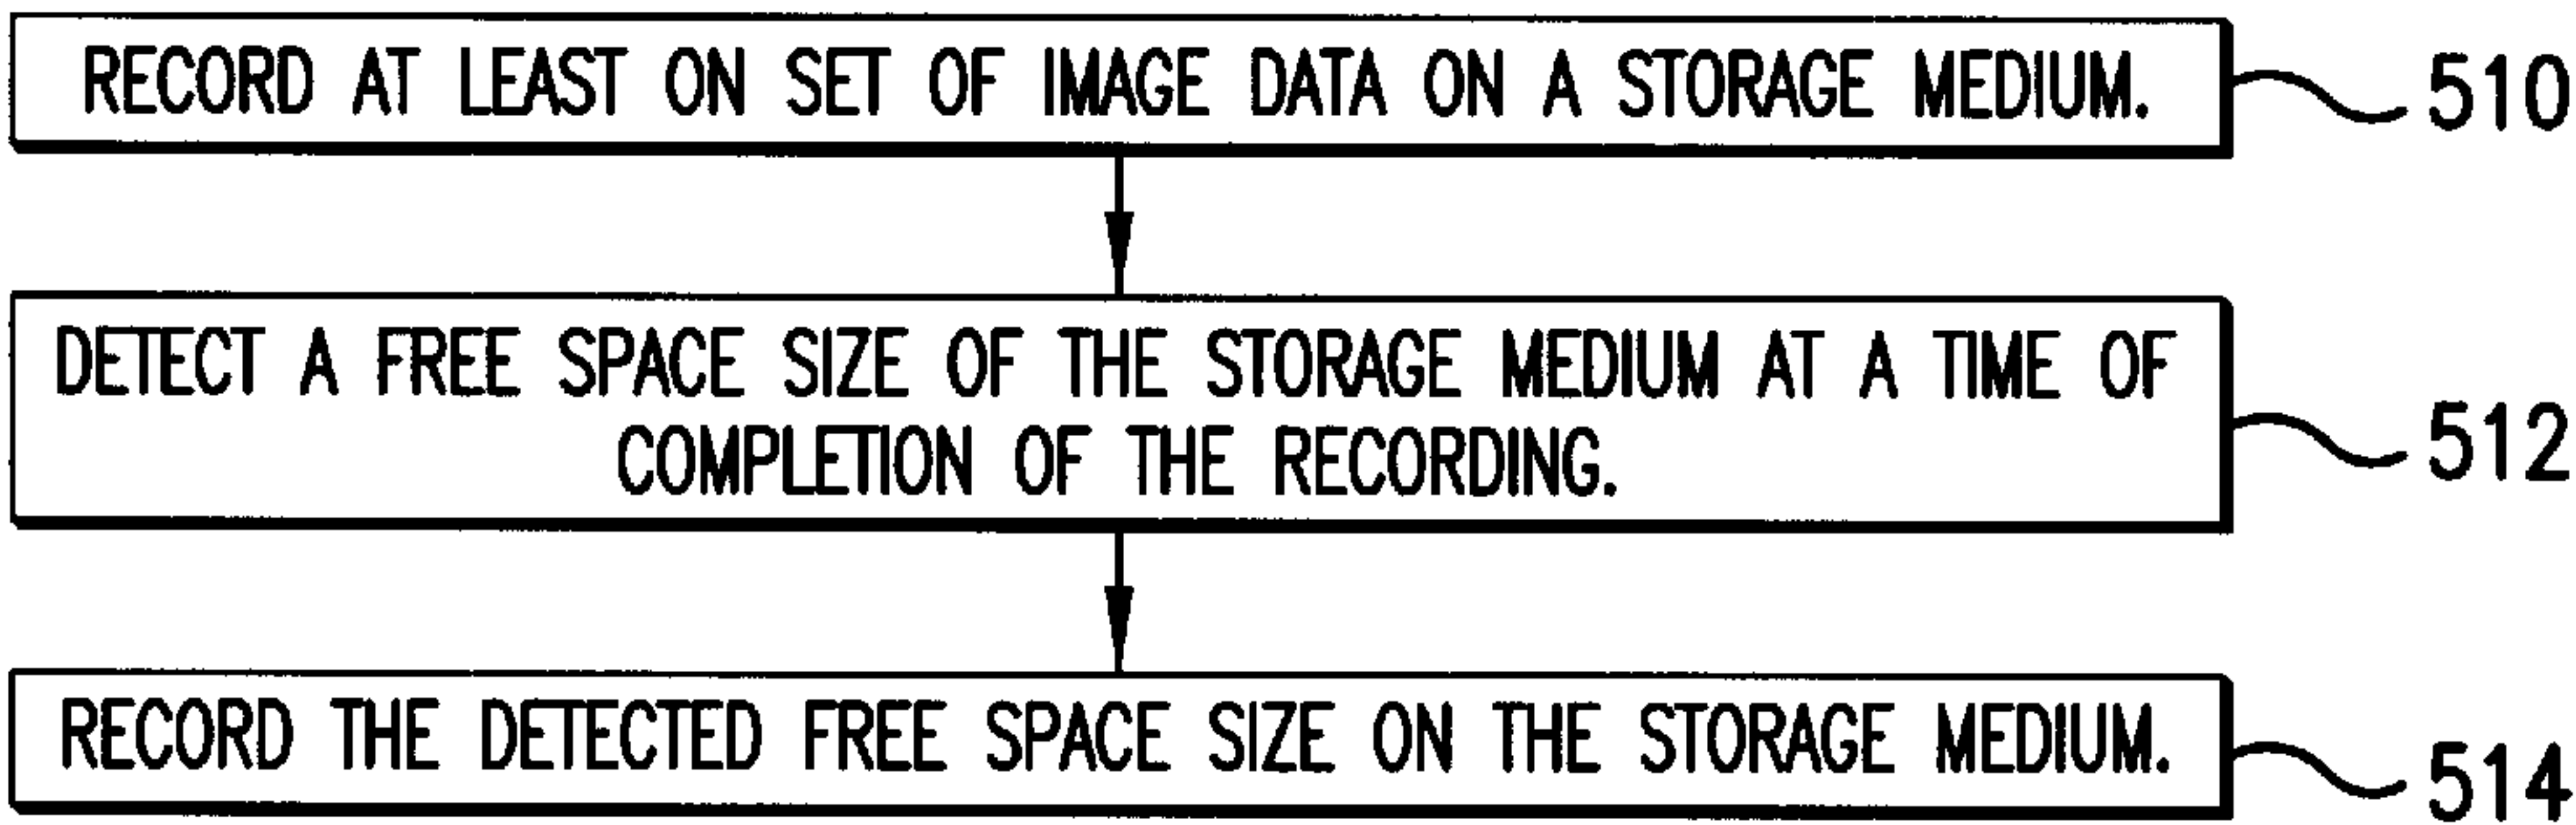 RECORD AT LEAST ON SET OF IMAGE DATA ON A STORAGE MEDIUM. 510
DETECT A FREE SPACE SIZE OF THE STORAGE MEDIUM AT A TIME OF
COMPLETION OF THE RECORDING. 512
RECORD THE DETECTED FREE SPACE SIZE ON THE STORAGE MEDIUM. 514